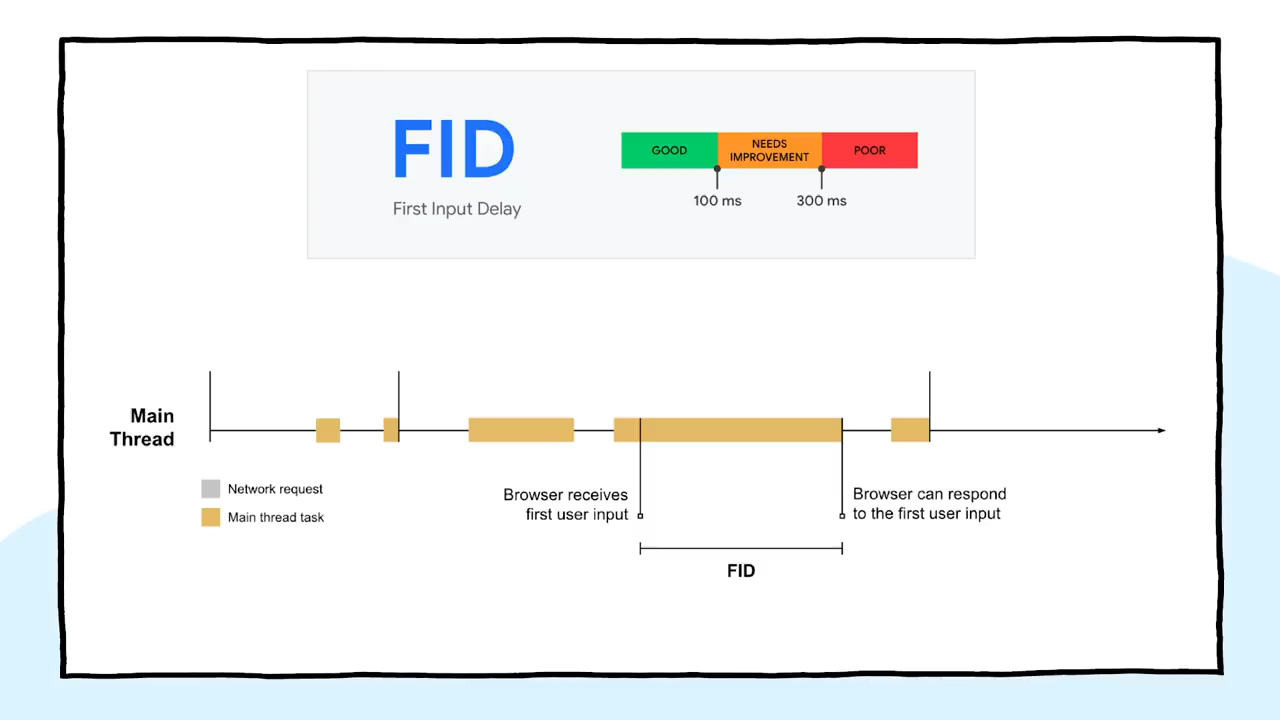 FID
First Input Delay
GOOD
NEEDS
IMPROVEMENT
POOR
100 ms
300 ms
Main
Thread
Network request
Main thread task
Browser receives
first user input
Browser can respond
to the first user input
FID